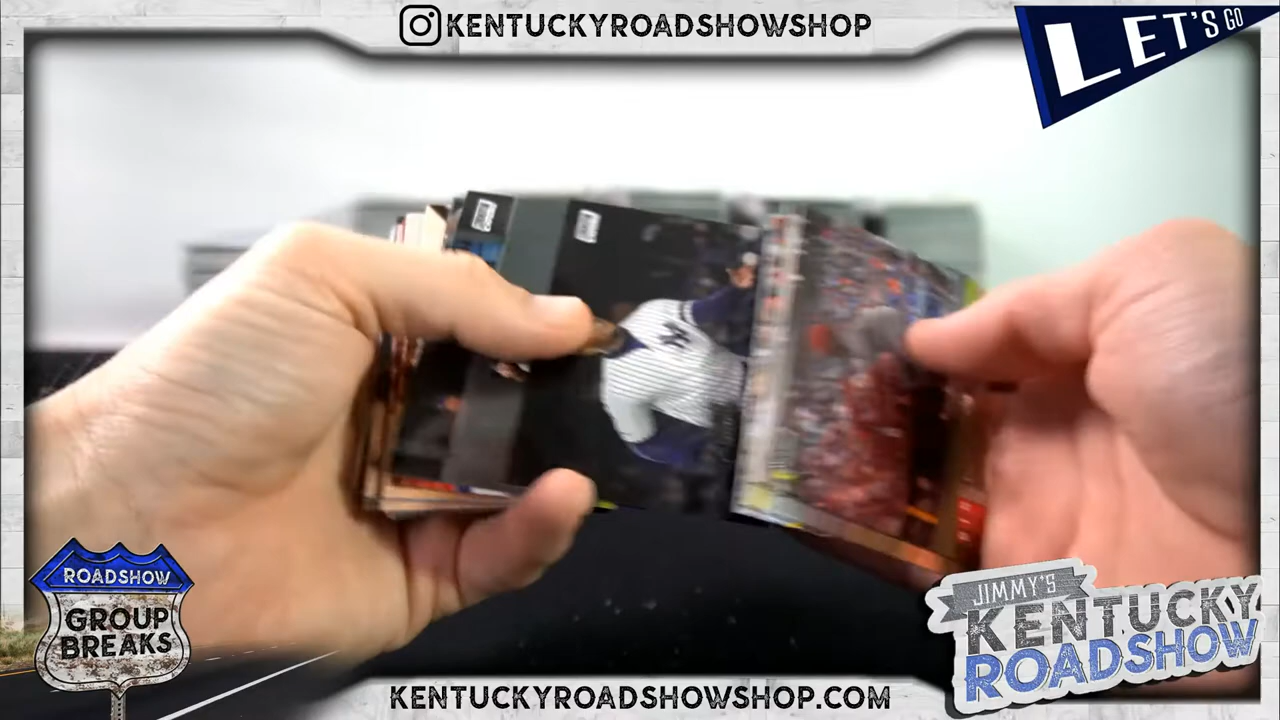 KENTUCKYROADSHOWSHOP
LET'S GO
ROADSHOW
GROUP
BREAKS
JIMMY'S
KENTUCKY
ROADSHOW
KENTUCKYROADSHOWSHOP.COM